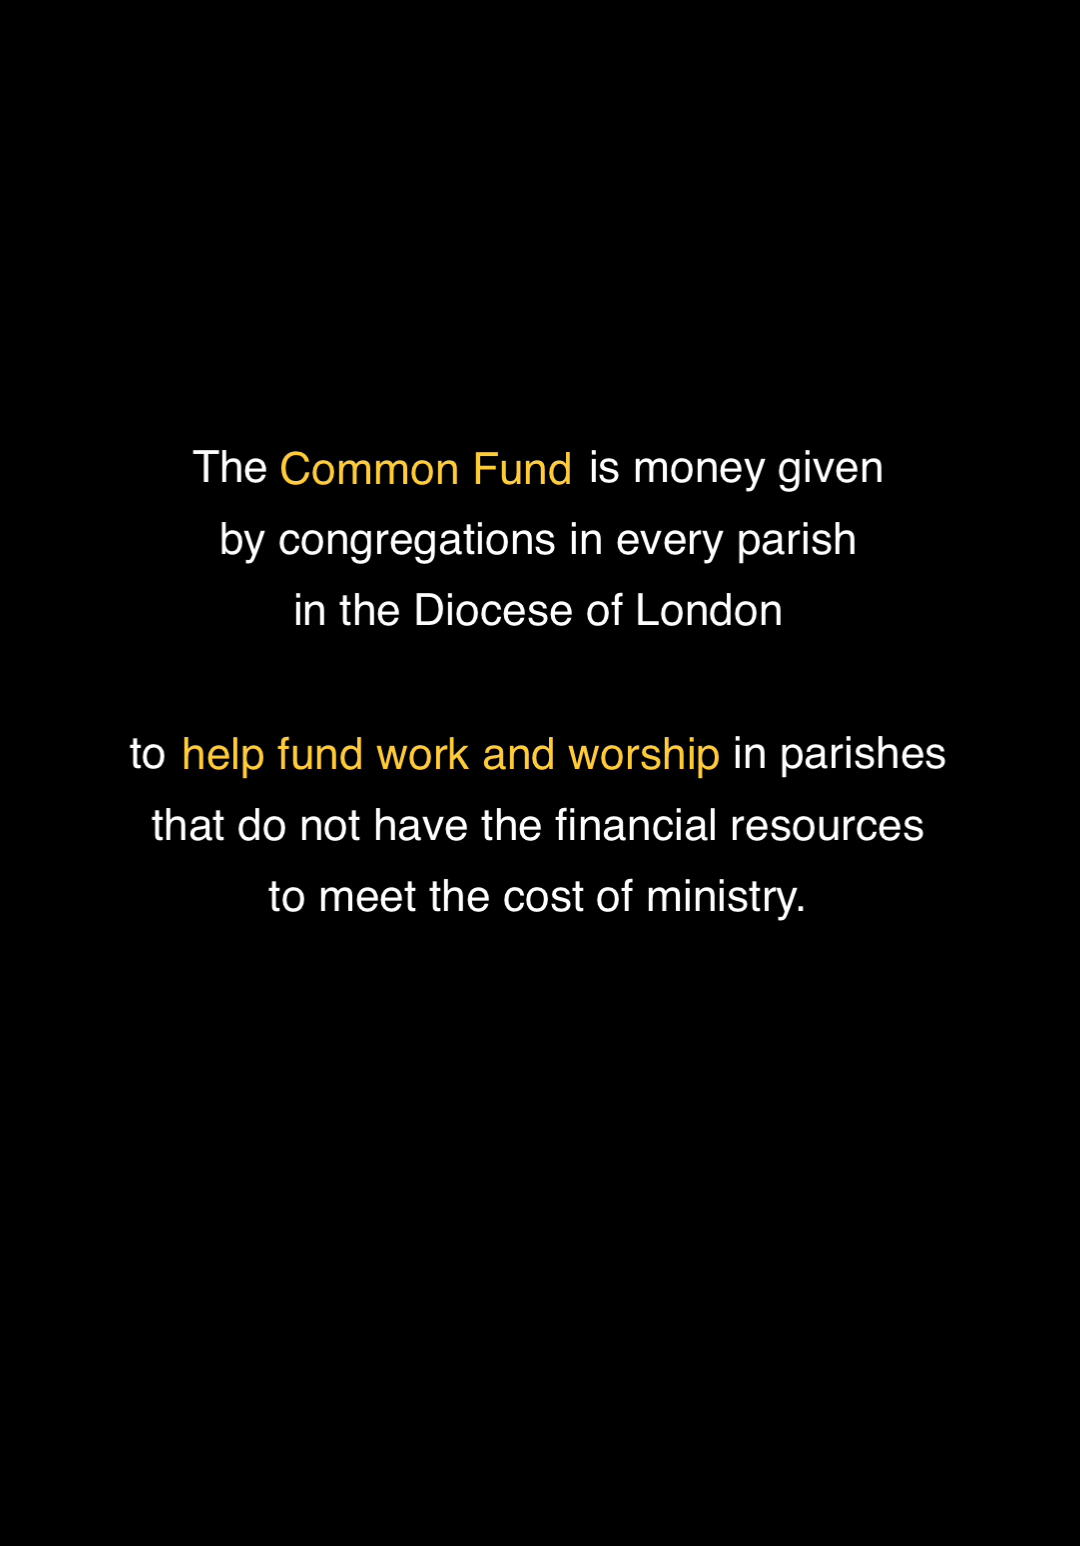 The Common Fund is money given
by congregations in every parish
in the Diocese of London
to help fund work and worship in parishes
that do not have the financial resources
to meet the cost of ministry.